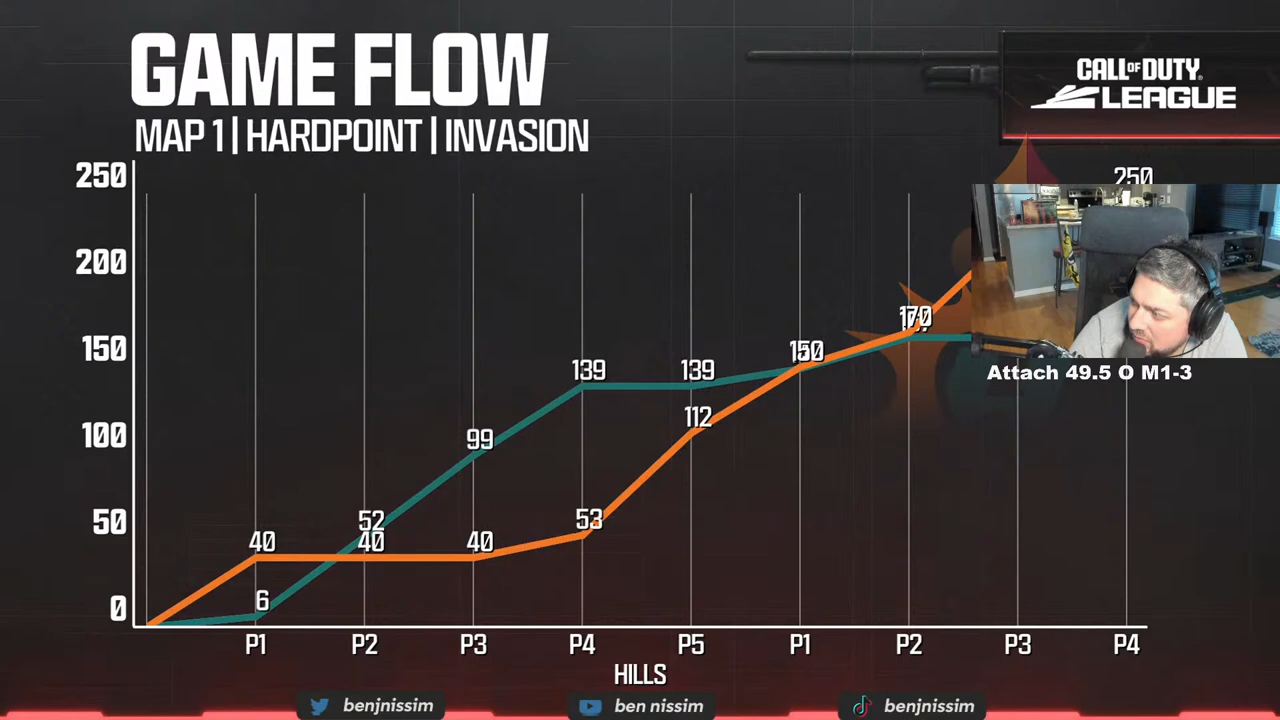 GAME FLOW
MAP 1 | HARDPOINT | INVASION
CALL OF DUTY
LEAGUE
250
200
150
100
50
0
250
170
150
139
139
112
99
53
52
40
40
40
6
P1
P2
P3
P4
P5
P1
P2
P3
P4
HILLS
Attach 49.5 O M1-3
benjnissim
ben nissim
benjnissim